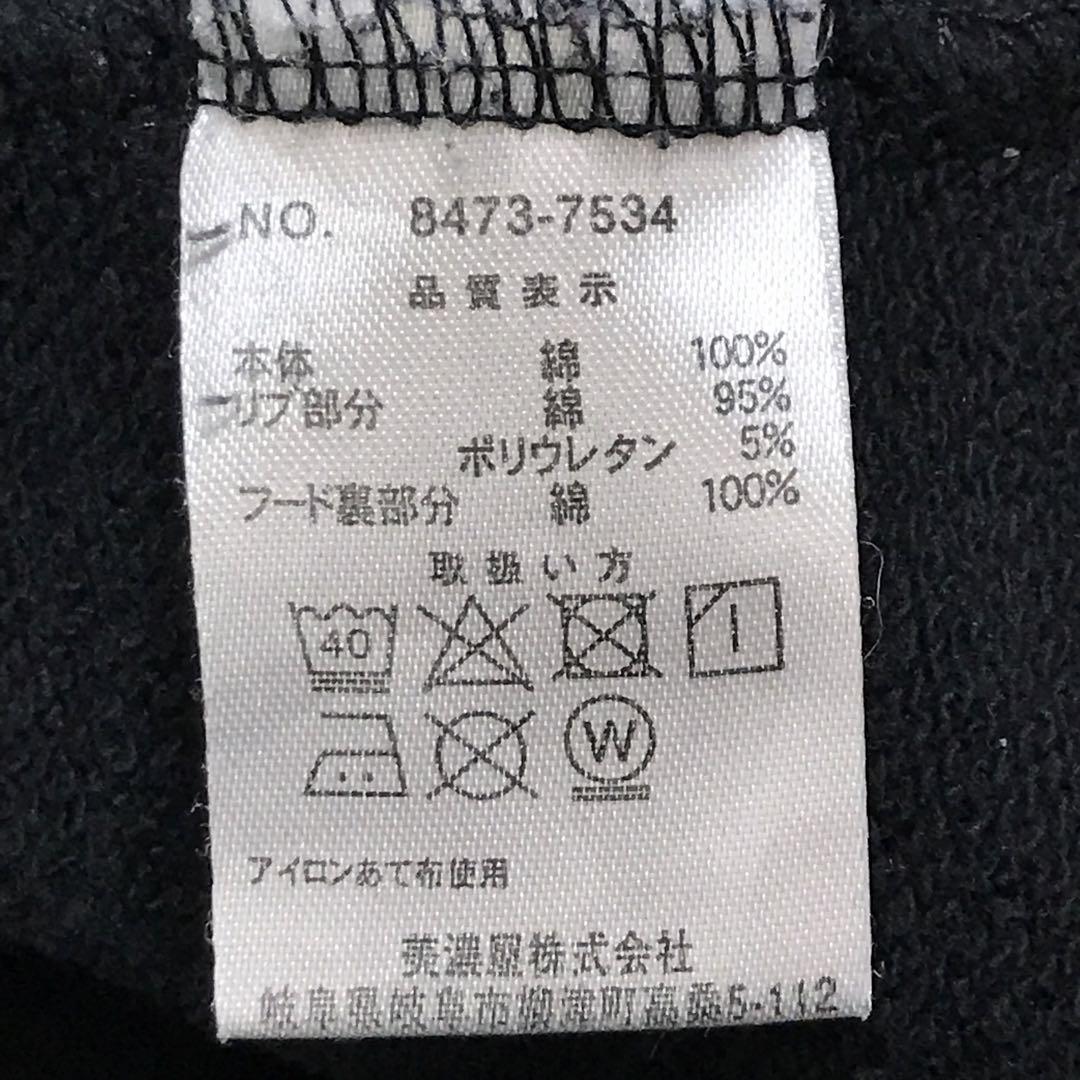 NO. 8473-7534
品質表示
本体 綿 100%
リブ部分 綿 95%
ポリウレタン 5%
フード裏部分 綿 100%
取扱い方
40
W
アイロンあて布使用
美濃屋株式会社
岐阜県岐阜市柳津町高桑5-112